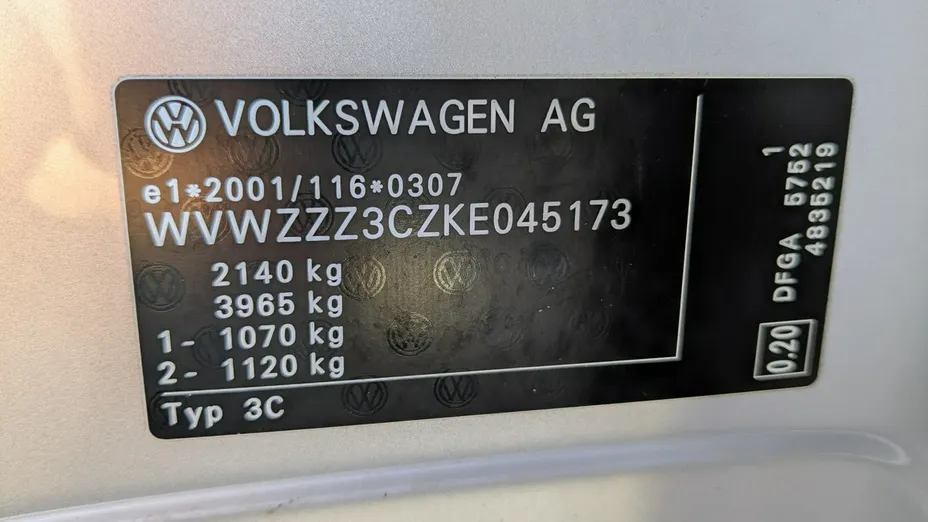 VOLKSWAGEN AG
e1*2001/116*0307
WVWZZZ3CZKE045173
2140 kg
3965 kg
1- 1070 kg
2- 1120 kg
Typ 3C
1
DFGA 5752
4835219
0.20